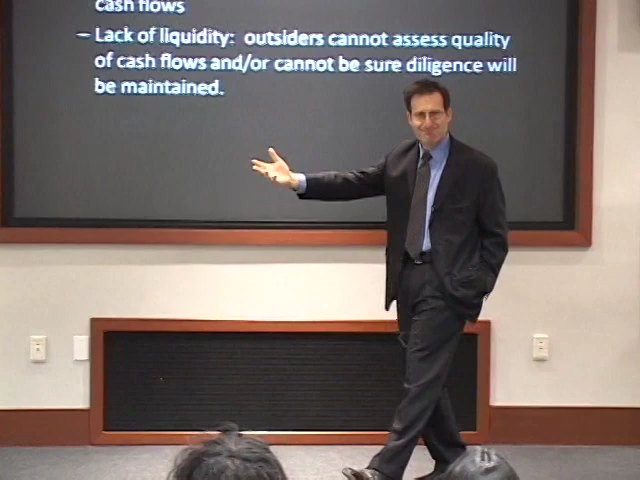 cash flows
– Lack of liquidity: outsiders cannot assess quality
of cash flows and/or cannot be sure diligence will
be maintained.